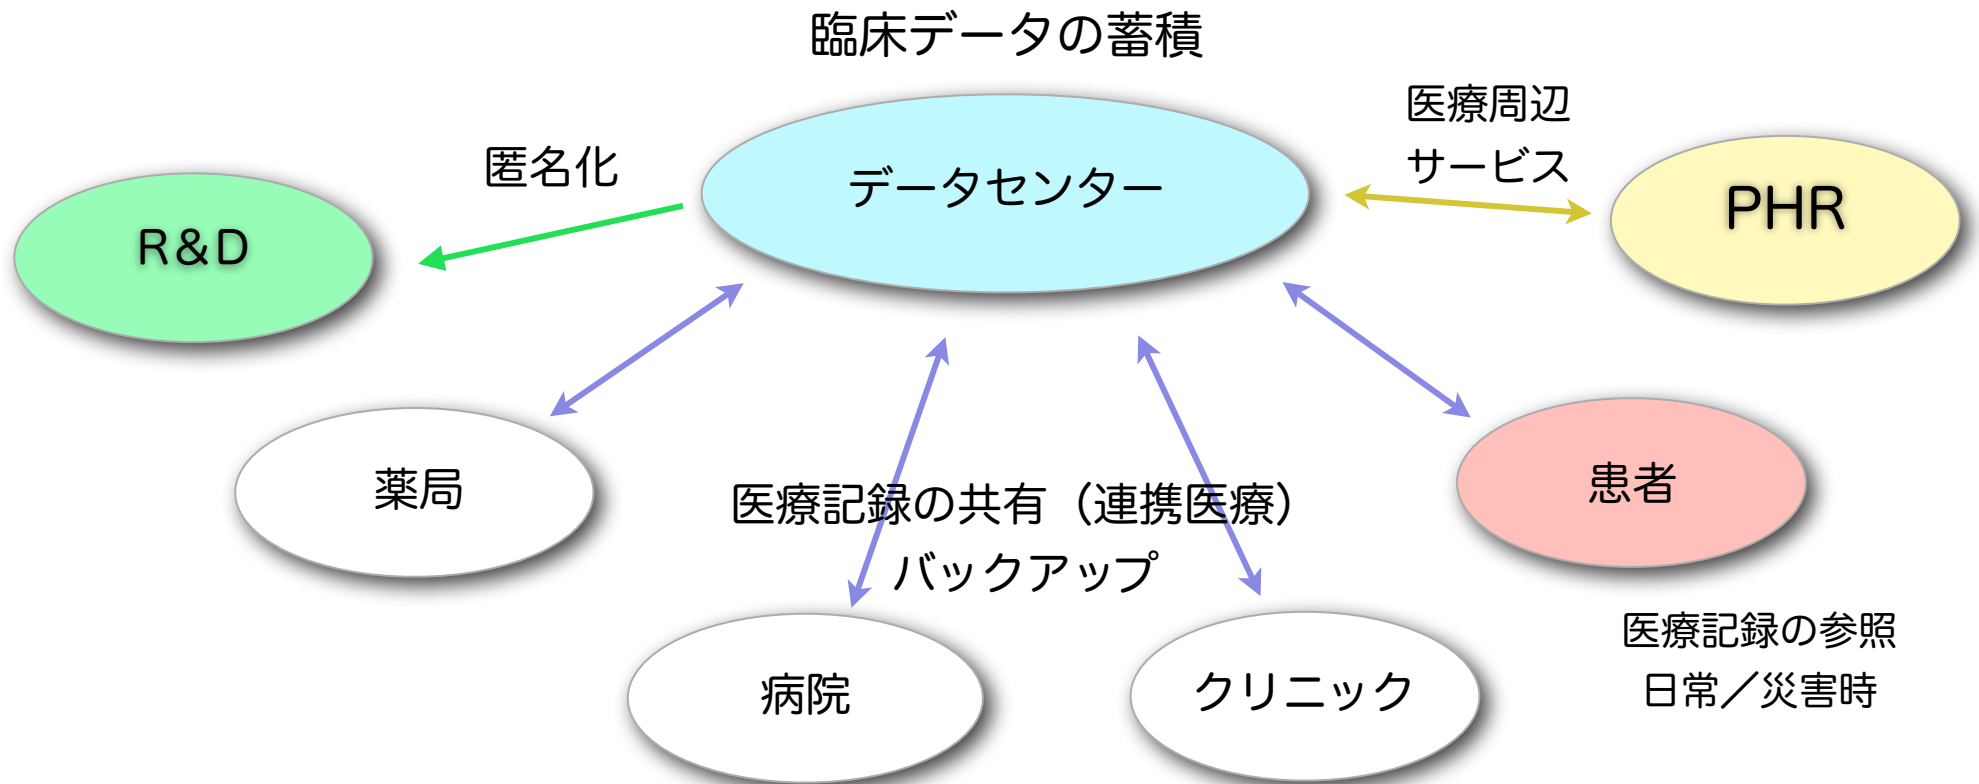 臨床データの蓄積
医療周辺
サービス
匿名化
データセンター
PHR
R&D
薬局
患者
医療記録の共有（連携医療）
バックアップ
医療記録の参照
日常／災害時
病院
クリニック